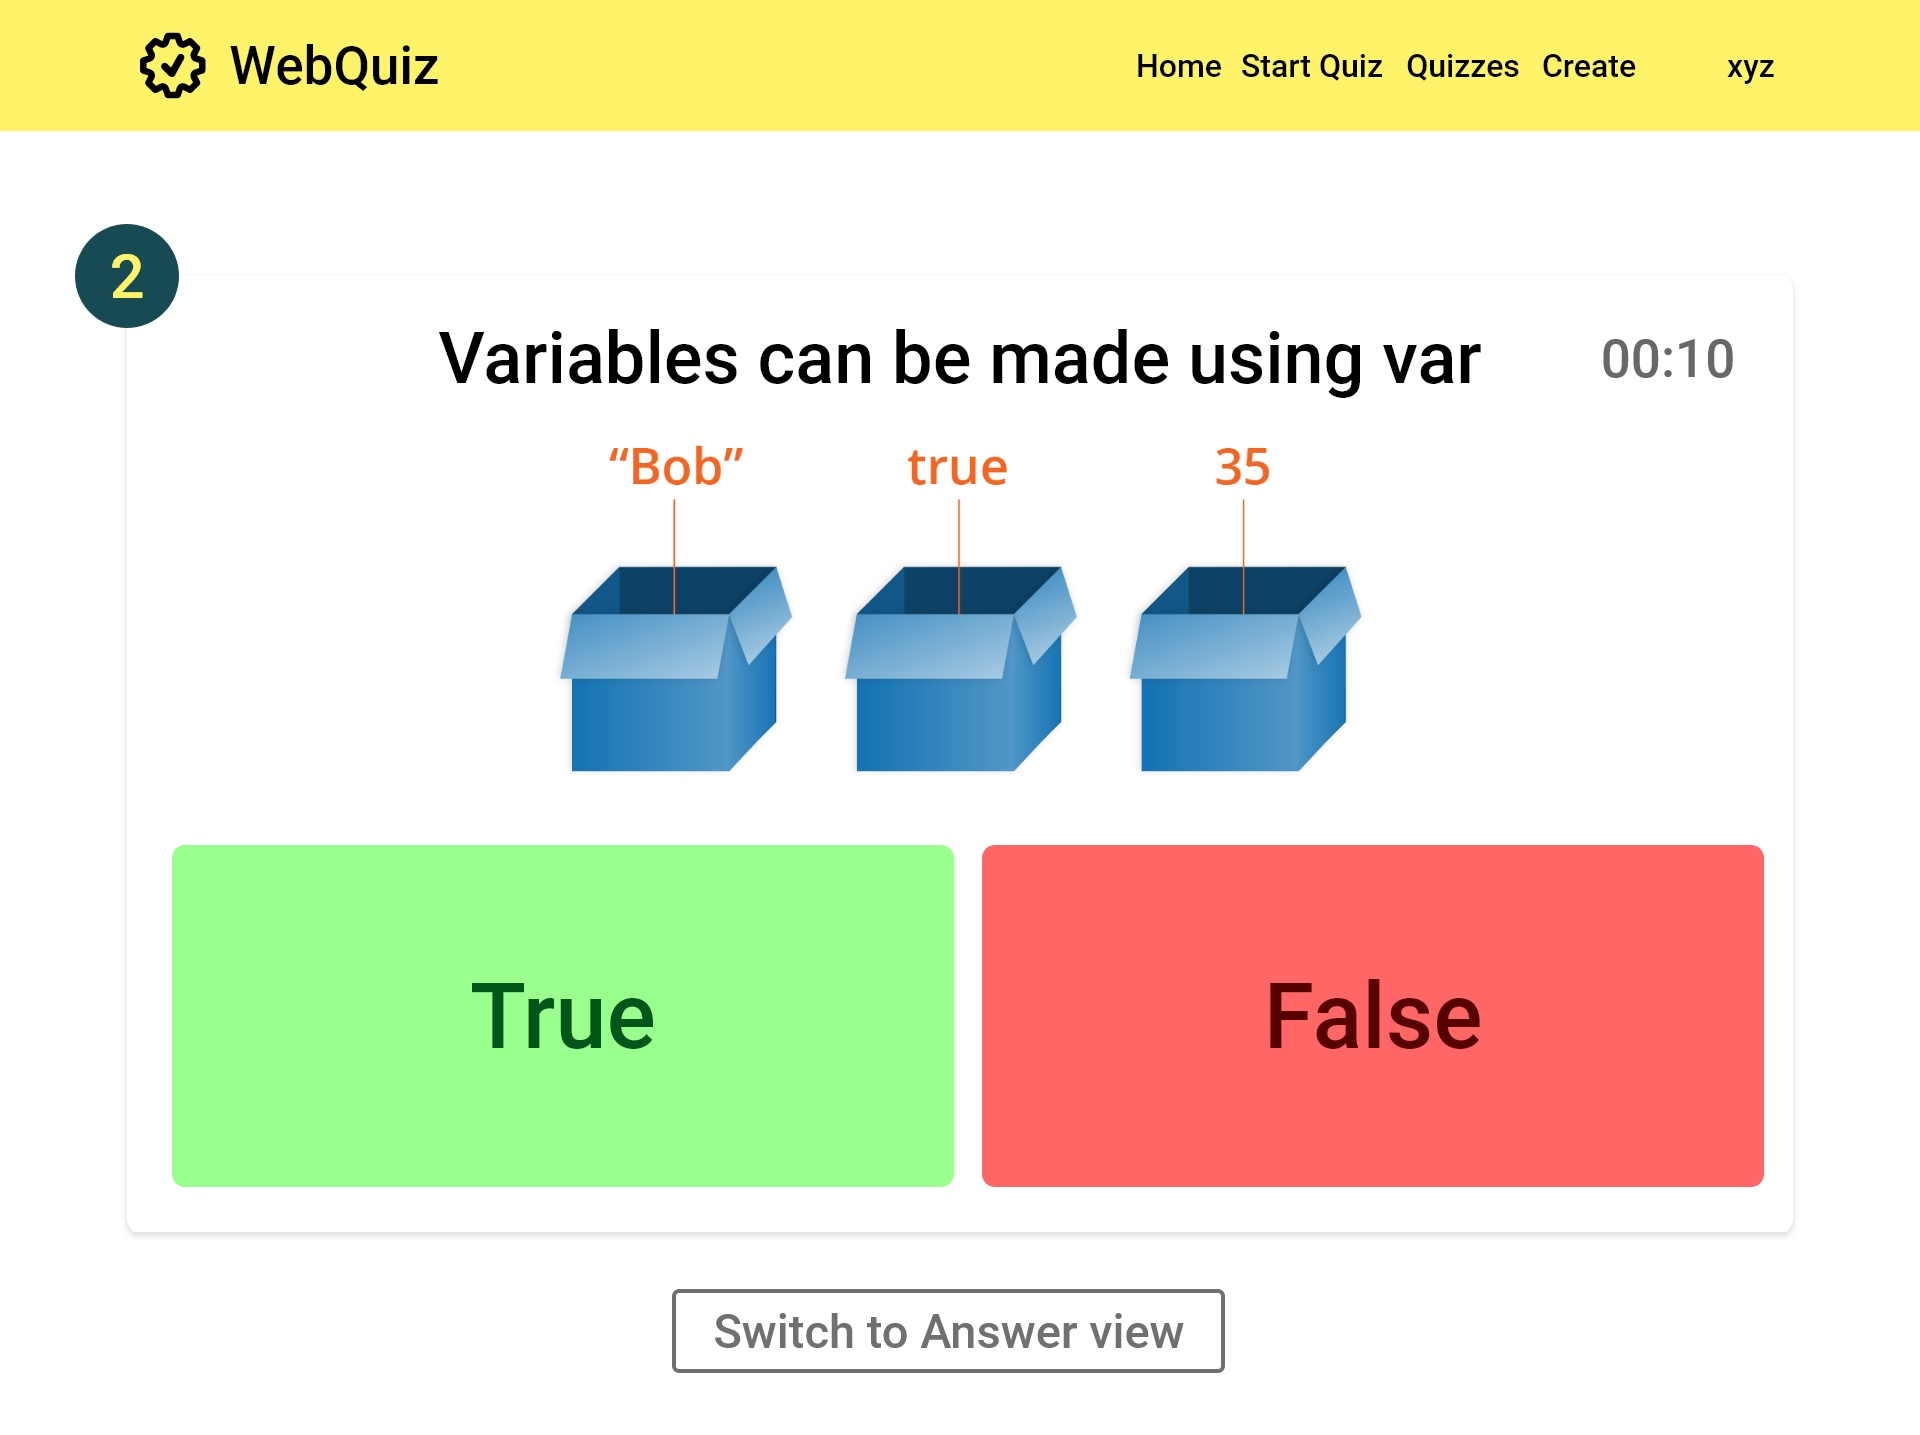 WebQuiz
Home Start Quiz Quizzes Create xyz
2
Variables can be made using var
00:10
“Bob” true 35
True False
Switch to Answer view